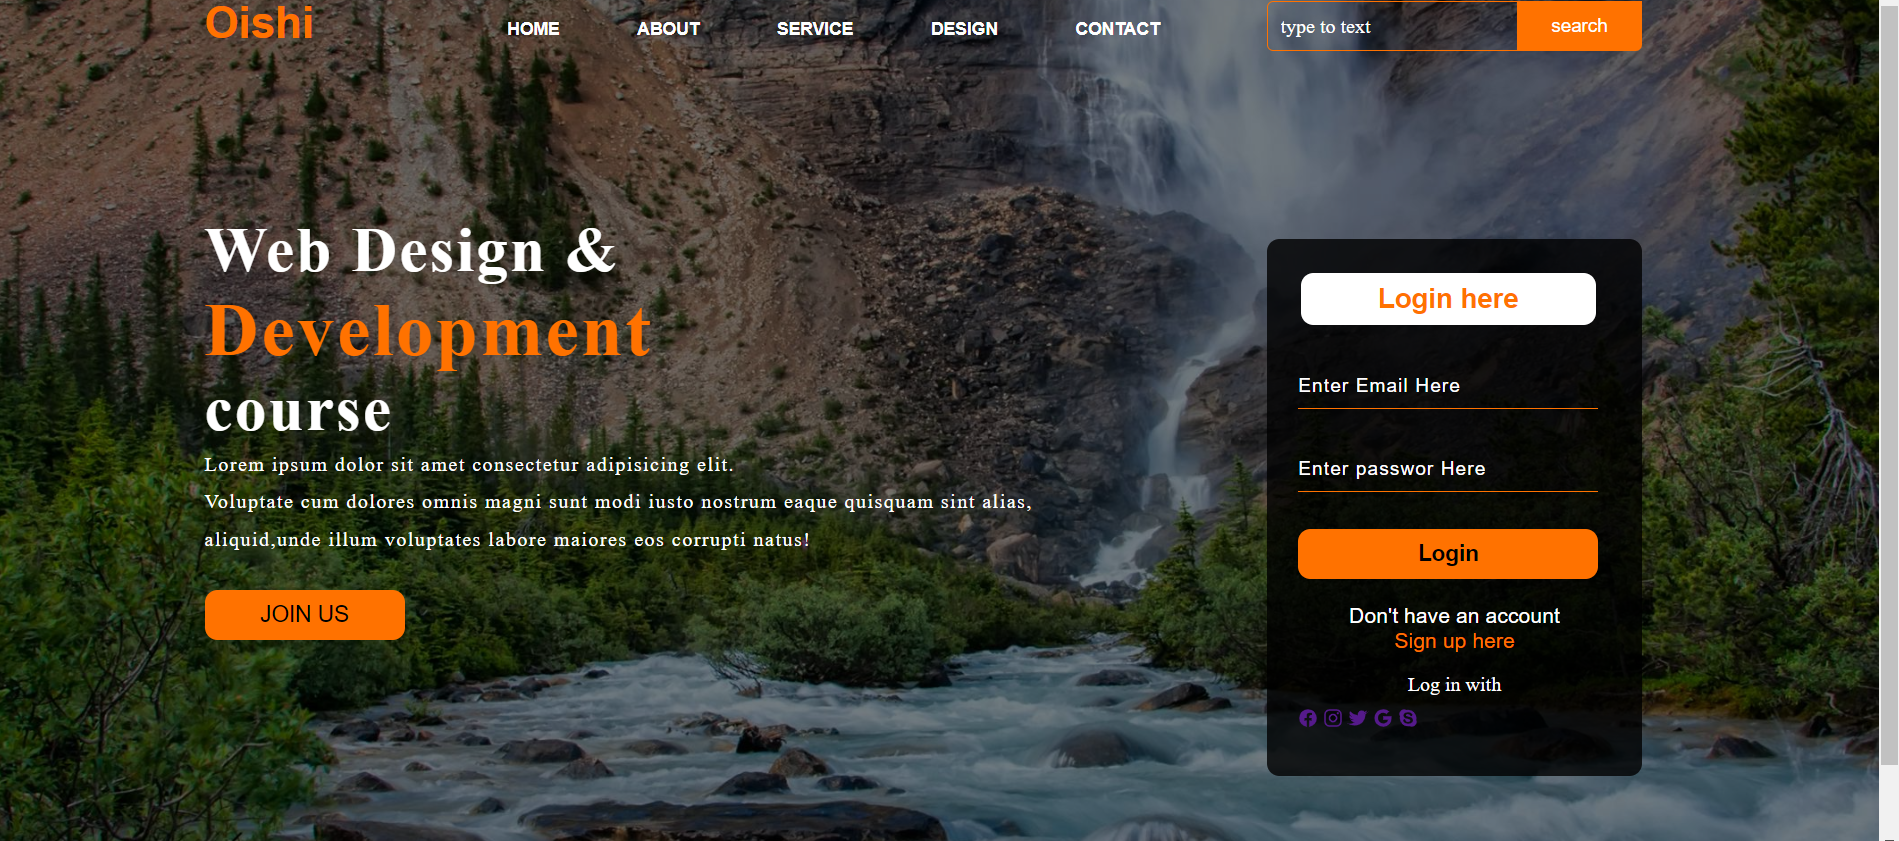 Oishi
HOME ABOUT SERVICE DESIGN CONTACT
type to text search
Web Design &
Development
course
Lorem ipsum dolor sit amet consectetur adipisicing elit.
Voluptate cum dolores omnis magni sunt modi iusto nostrum eaque quisquam sint alias,
aliquid,unde illum voluptates labore maiores eos corrupti natus!
JOIN US
Login here
Enter Email Here
Enter passwor Here
Login
Don't have an account
Sign up here
Log in with